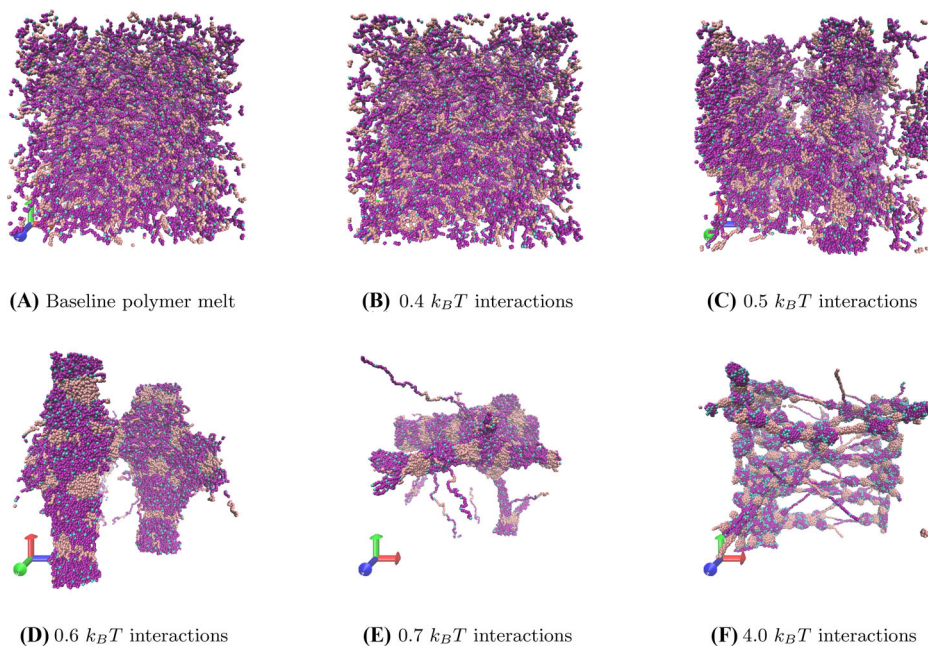 (A) Baseline polymer melt
(B) 0.4 k_BT interactions
(C) 0.5 k_BT interactions
(D) 0.6 k_BT interactions
(E) 0.7 k_BT interactions
(F) 4.0 k_BT interactions